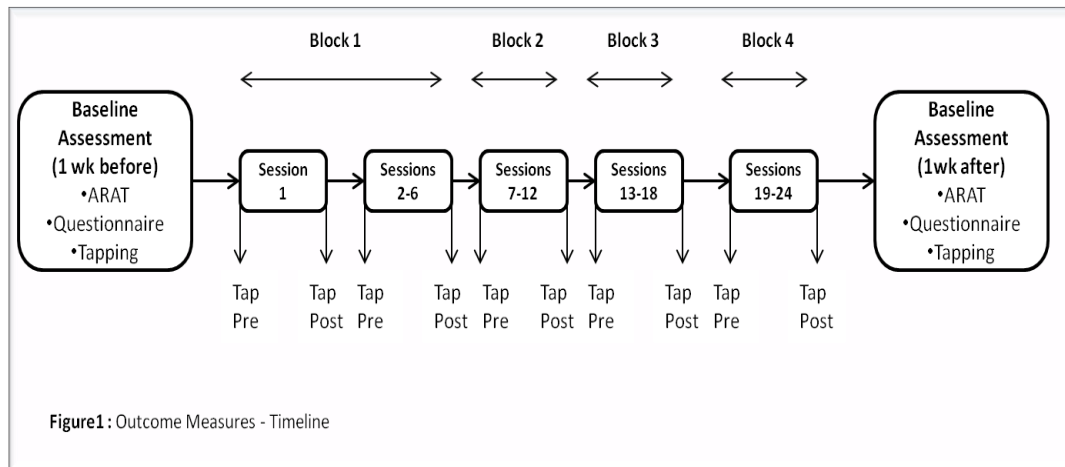 Block 1
Block 2
Block 3
Block 4
Baseline
Assessment
(1 wk before)
•ARAT
•Questionnaire
•Tapping
Session
1
Sessions
2-6
Sessions
7-12
Sessions
13-18
Sessions
19-24
Baseline
Assessment
(1wk after)
•ARAT
•Questionnaire
•Tapping
Tap
Pre
Tap
Post
Tap
Pre
Tap
Post
Tap
Pre
Tap
Post
Tap
Pre
Tap
Post
Tap
Pre
Tap
Post
Figure1 : Outcome Measures - Timeline